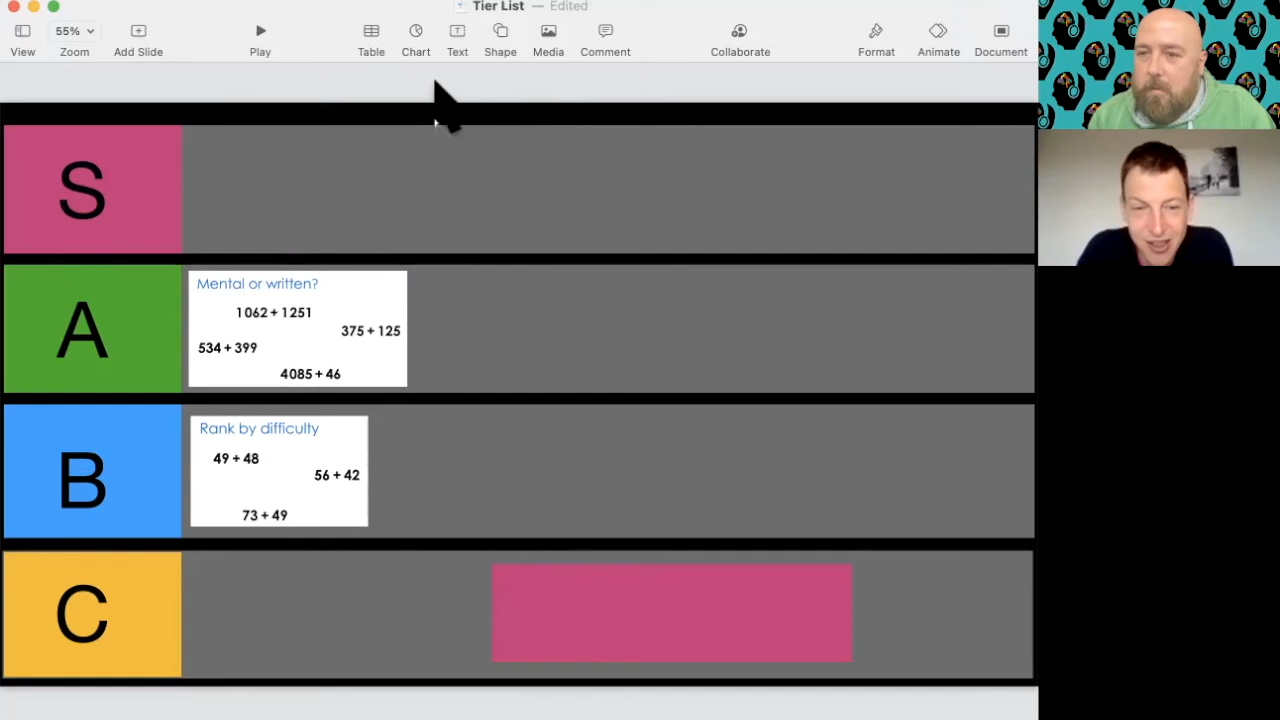 Tier List — Edited
55%
View Zoom Add Slide Play Table Chart Text Shape Media Comment Collaborate Format Animate Document
S
A
Mental or written?
1062 + 1251
375 + 125
534 + 399
4085 + 46
B
Rank by difficulty
49 + 48
56 + 42
73 + 49
C